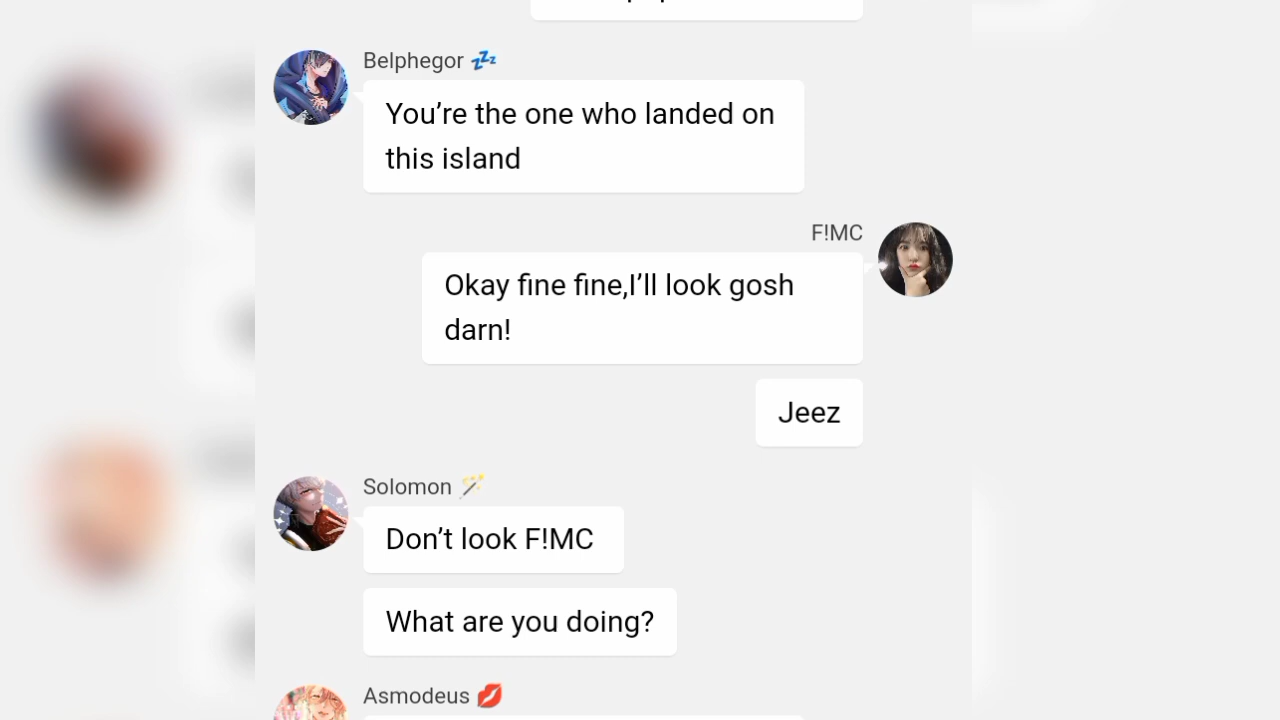 Belphegor 💤
You’re the one who landed on
this island
F!MC
Okay fine fine,I’ll look gosh
darn!
Jeez
Solomon 🪄
Don’t look F!MC
What are you doing?
Asmodeus 💋